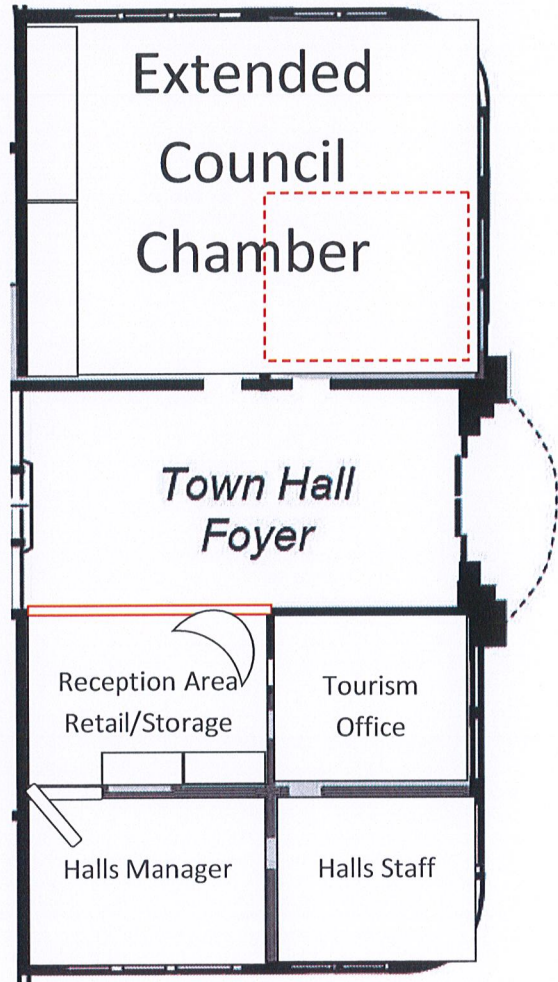 Extended
Council
Chamber
Town Hall
Foyer
Reception Area
Retail/Storage
Tourism
Office
Halls Manager
Halls Staff